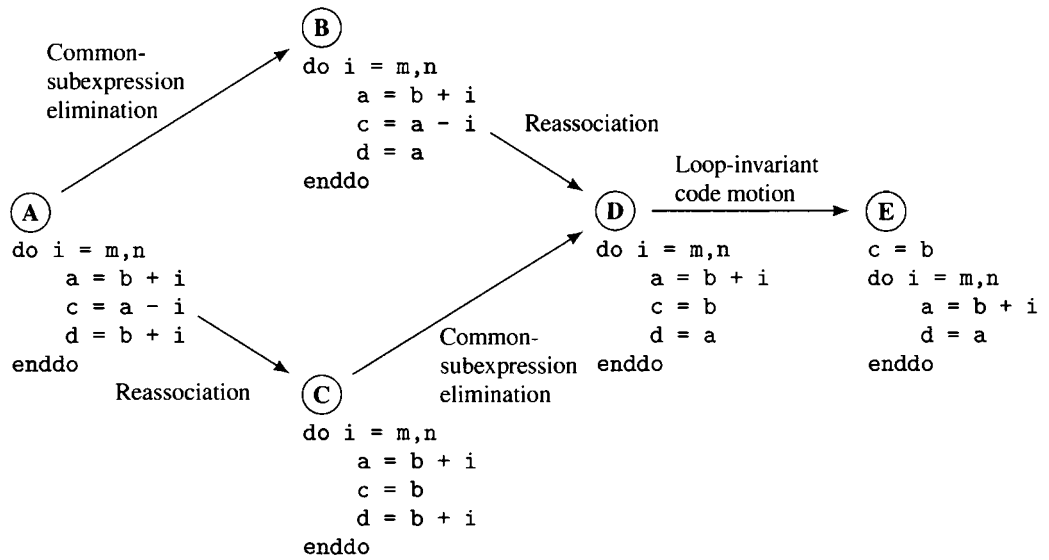 B
Common-
subexpression
elimination
do i = m,n
a = b + i
c = a - i
d = a
enddo
Reassociation
Loop-invariant
code motion
A
do i = m,n
a = b + i
c = a - i
d = b + i
enddo
D
do i = m,n
a = b + i
c = b
d = a
enddo
E
c = b
do i = m,n
a = b + i
d = a
enddo
Reassociation
Common-
subexpression
elimination
C
do i = m,n
a = b + i
c = b
d = b + i
enddo